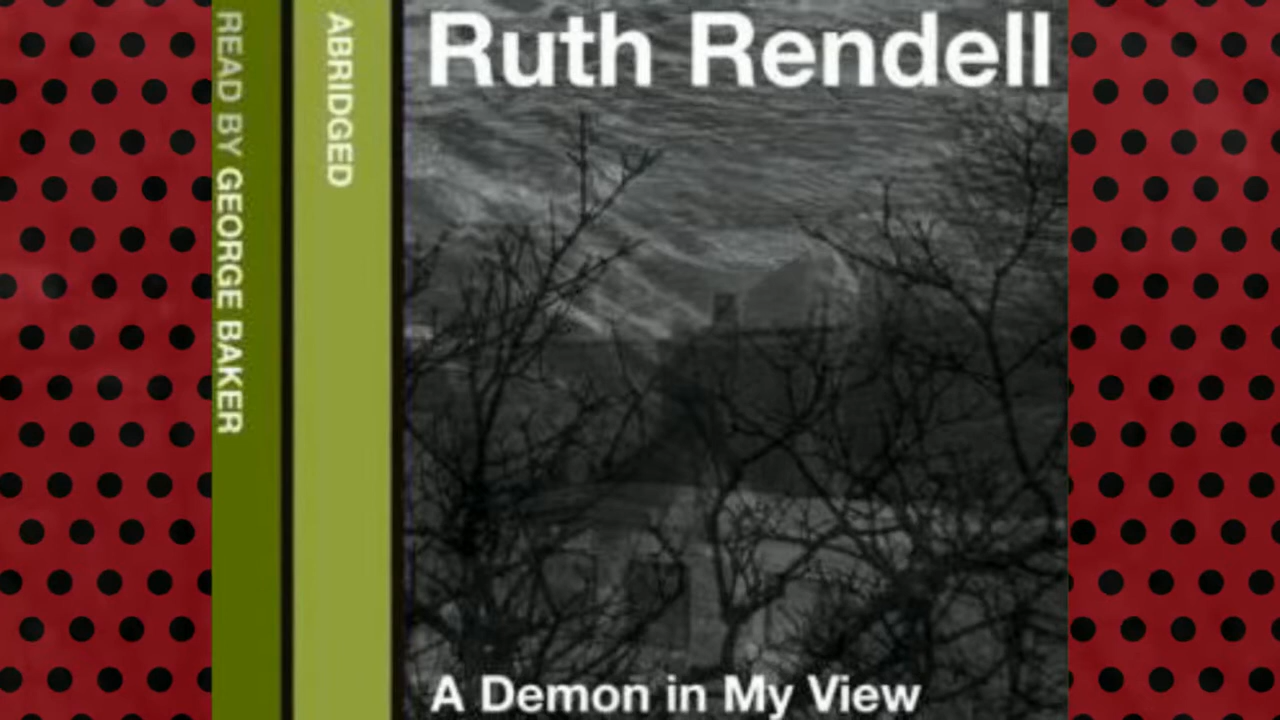 READ BY GEORGE BAKER
ABRIDGED
Ruth Rendell
A Demon in My View